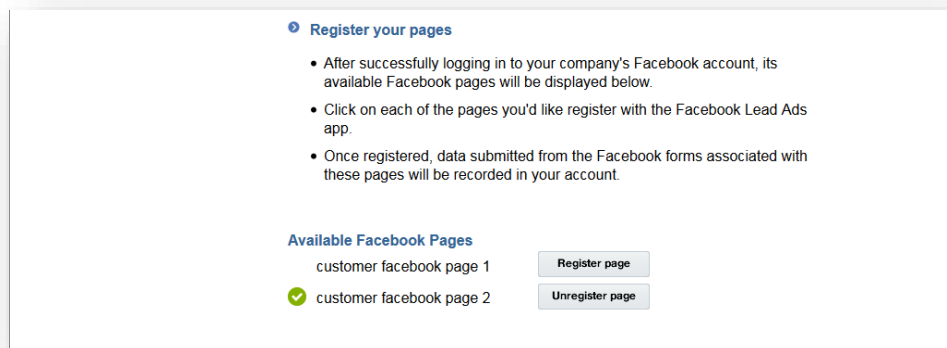 Register your pages
• After successfully logging in to your company's Facebook account, its
available Facebook pages will be displayed below.
• Click on each of the pages you'd like register with the Facebook Lead Ads
app.
• Once registered, data submitted from the Facebook forms associated with
these pages will be recorded in your account.
Available Facebook Pages
customer facebook page 1 Register page
customer facebook page 2 Unregister page